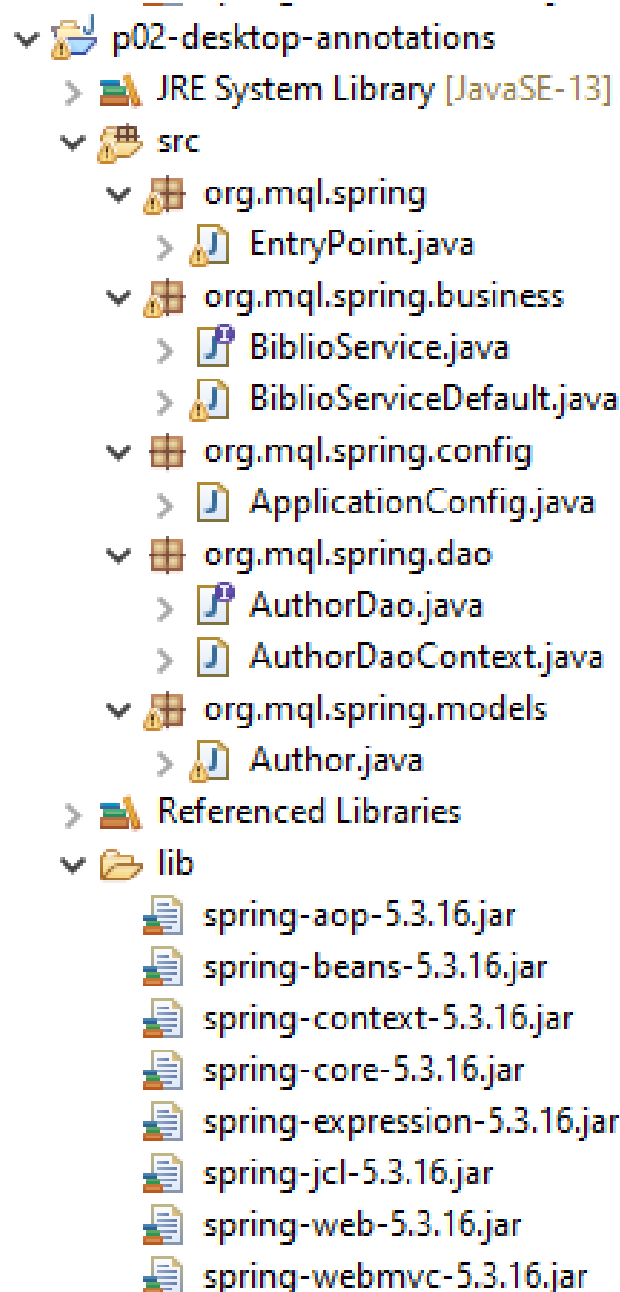 p02-desktop-annotations
JRE System Library [JavaSE-13]
src
org.mql.spring
EntryPoint.java
org.mql.spring.business
BiblioService.java
BiblioServiceDefault.java
org.mql.spring.config
ApplicationConfig.java
org.mql.spring.dao
AuthorDao.java
AuthorDaoContext.java
org.mql.spring.models
Author.java
Referenced Libraries
lib
spring-aop-5.3.16.jar
spring-beans-5.3.16.jar
spring-context-5.3.16.jar
spring-core-5.3.16.jar
spring-expression-5.3.16.jar
spring-jcl-5.3.16.jar
spring-web-5.3.16.jar
spring-webmvc-5.3.16.jar